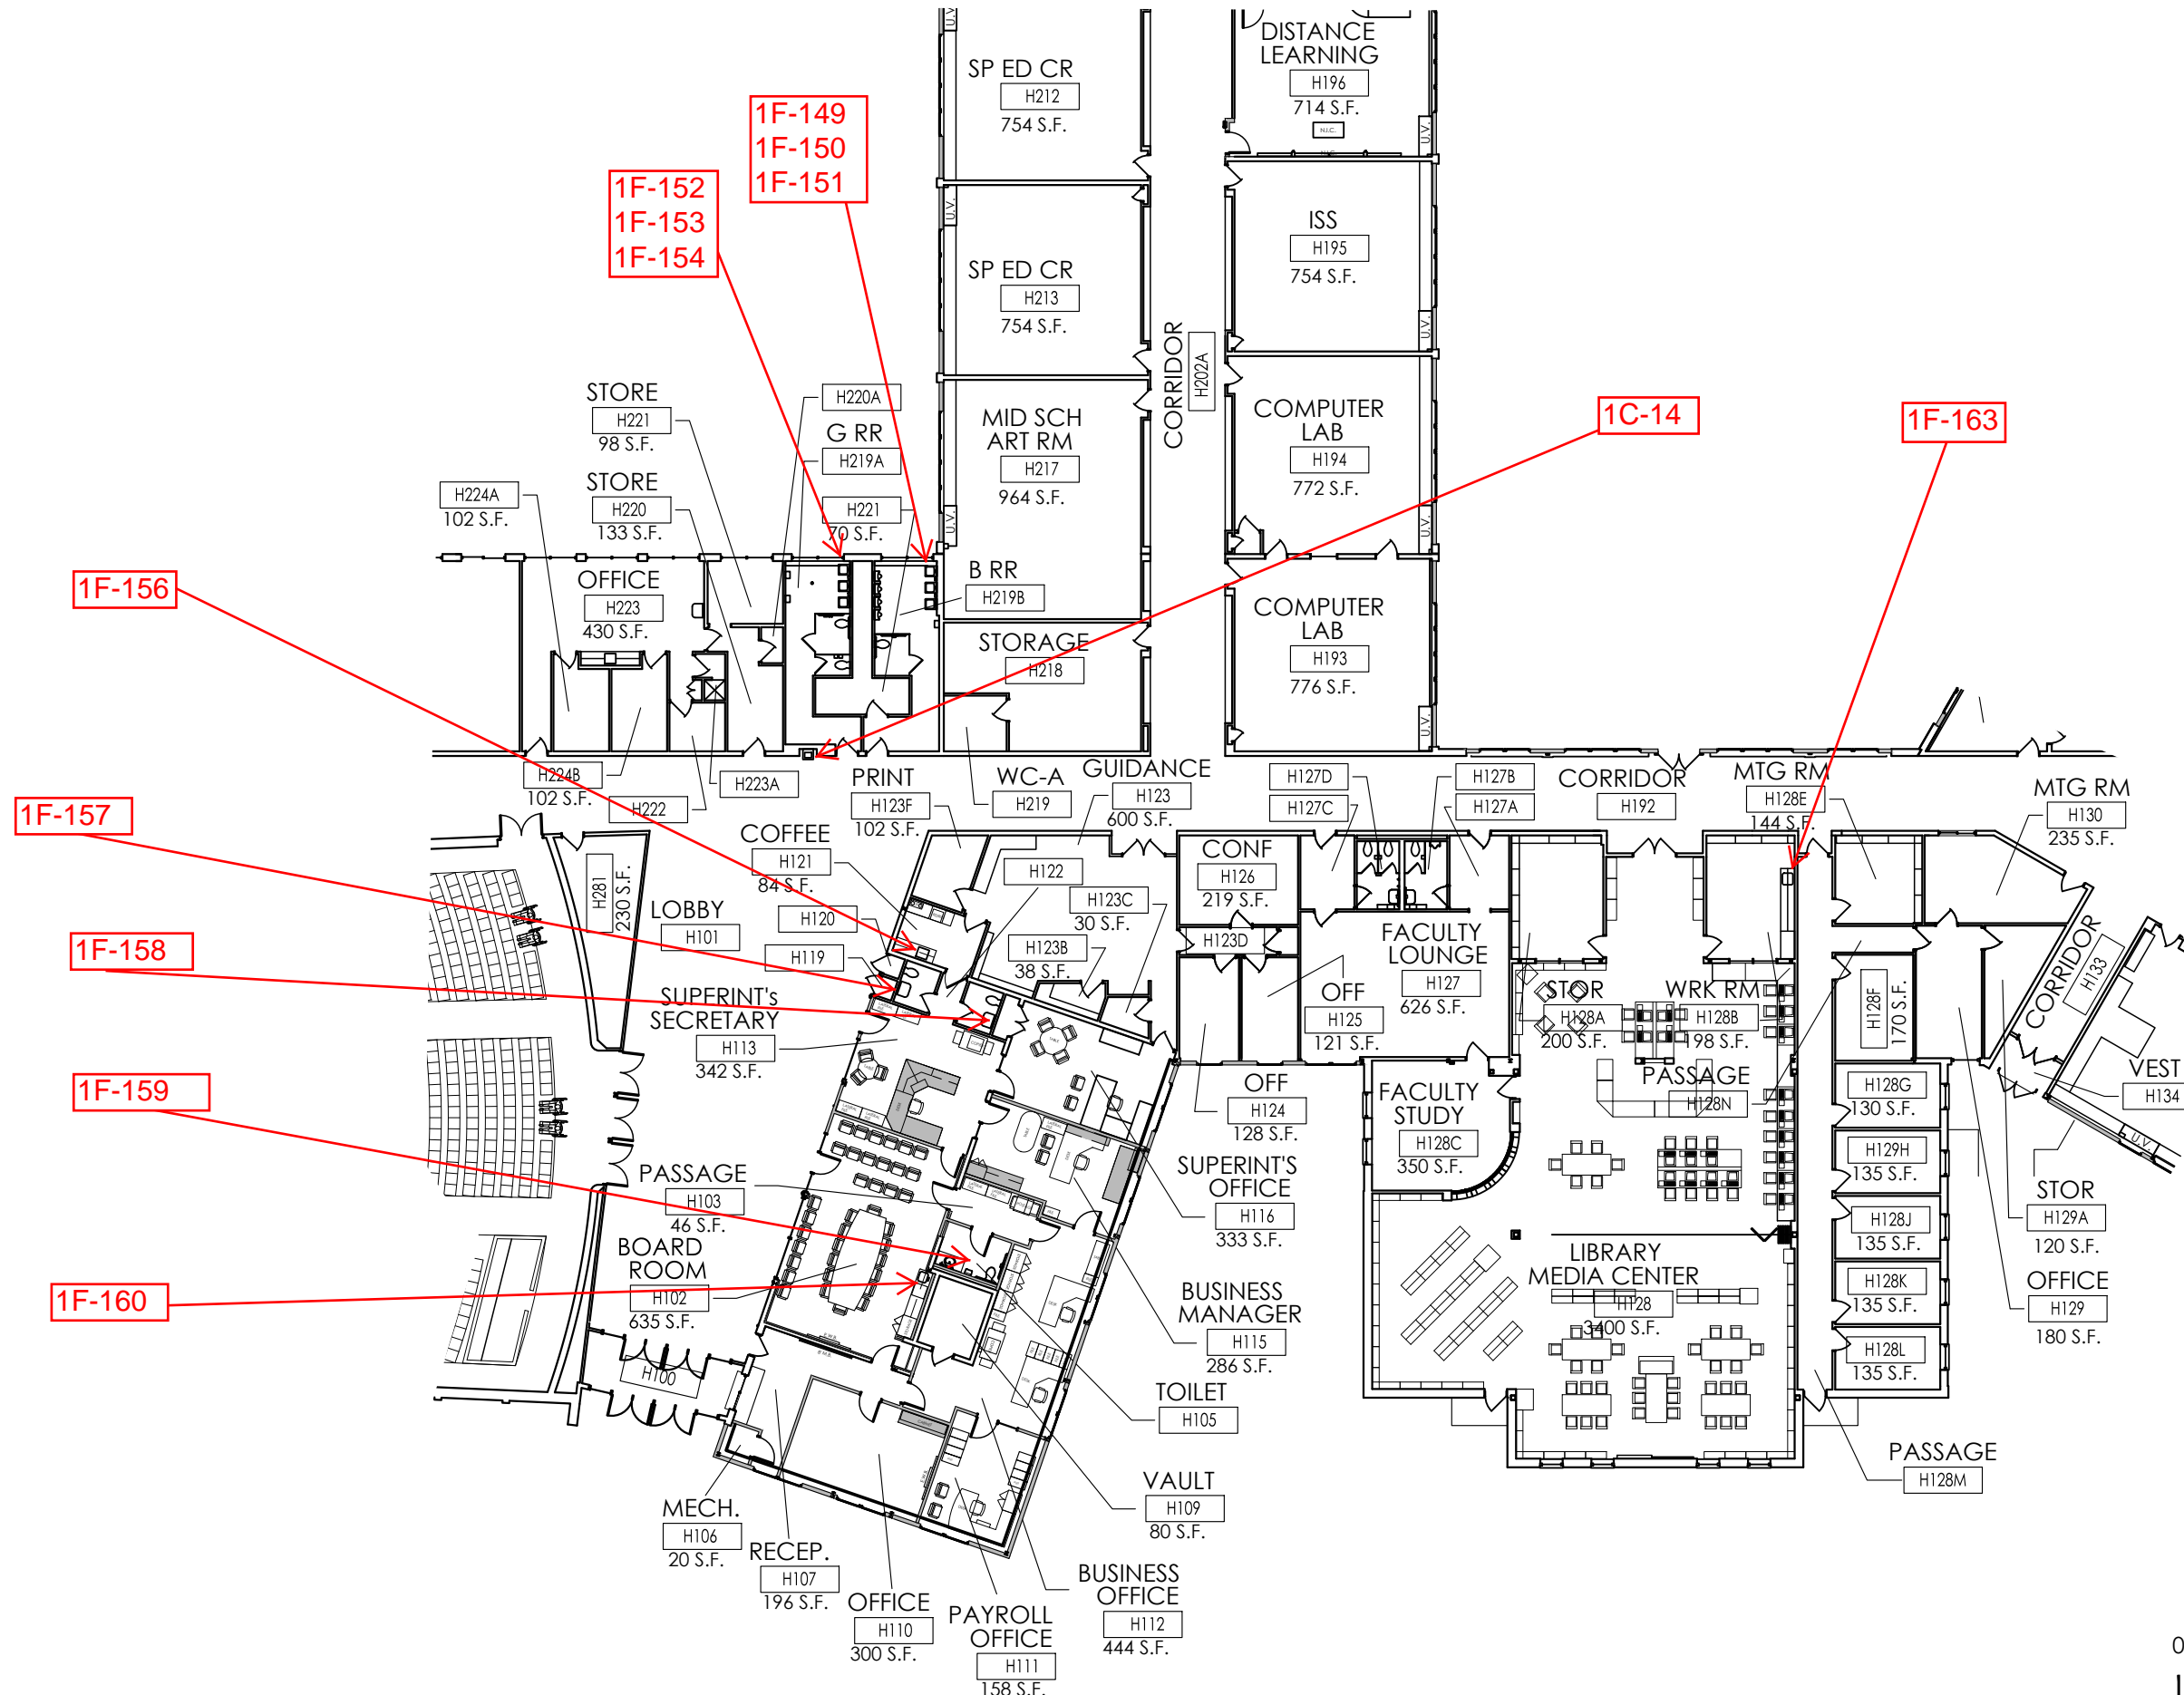 DISTANCE
LEARNING
H196
714 S.F.
N.I.C.
U.V.
U.V.
SP ED CR
H212
754 S.F.
1F-149
1F-150
1F-151
1F-152
1F-153
1F-154
U.V.
ISS
H195
754 S.F.
U.V.
SP ED CR
H213
754 S.F.
CORRIDOR
H202A
STORE
H221
98 S.F.
H220A
G RR
H219A
MID SCH
ART RM
H217
964 S.F.
U.V.
COMPUTER
LAB
H194
772 S.F.
U.V.
1C-14
1F-163
H224A
102 S.F.
STORE
H220
133 S.F.
H221
70 S.F.
1F-156
OFFICE
H223
430 S.F.
B RR
H219B
COMPUTER
LAB
H193
776 S.F.
U.V.
STORAGE
H218
H224B
102 S.F.
H222
H223A
PRINT
H123F
102 S.F.
WC-A
H219
GUIDANCE
H123
600 S.F.
H127D
H127C
H127B
H127A
CORRIDOR
H192
MTG RM
H128E
144 S.F.
MTG RM
H130
235 S.F.
1F-157
COFFEE
H121
84 S.F.
H122
H123C
30 S.F.
CONF
H126
219 S.F.
H281
230 S.F.
LOBBY
H101
H120
H119
H123B
38 S.F.
H123D
FACULTY
LOUNGE
H127
626 S.F.
1F-158
SUPERINT's
SECRETARY
H113
342 S.F.
OFF
H125
121 S.F.
STOR
H128A
200 S.F.
WRK RM
H128B
198 S.F.
H128F
170 S.F.
CORRIDOR
H133
1F-159
OFF
H124
128 S.F.
FACULTY
STUDY
H128C
350 S.F.
PASSAGE
H128N
H128G
130 S.F.
VEST
H134
U.V.
PASSAGE
H103
46 S.F.
SUPERINT'S
OFFICE
H116
333 S.F.
H129H
135 S.F.
STOR
H129A
120 S.F.
H128J
135 S.F.
1F-160
BOARD
ROOM
H102
635 S.F.
BUSINESS
MANAGER
H115
286 S.F.
LIBRARY
MEDIA CENTER
H128
3400 S.F.
H128K
135 S.F.
OFFICE
H129
180 S.F.
H128L
135 S.F.
H100
TOILET
H105
PASSAGE
H128M
VAULT
H109
80 S.F.
MECH.
H106
20 S.F.
RECEP.
H107
196 S.F.
OFFICE
H110
300 S.F.
PAYROLL
OFFICE
H111
158 S.F.
BUSINESS
OFFICE
H112
444 S.F.
0